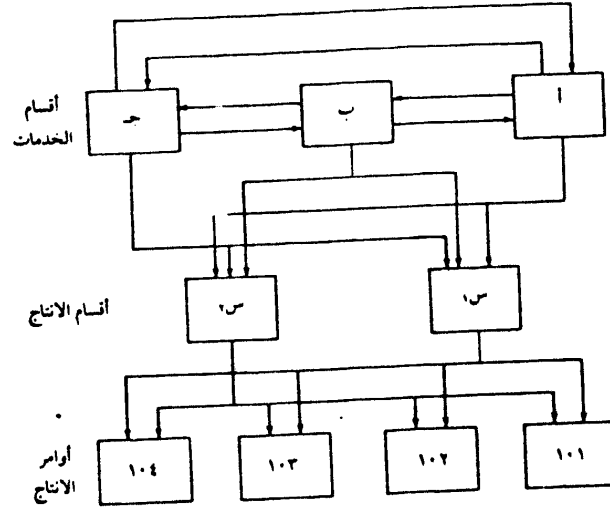 أ
ب
جـ
أقسام
الخدمات
س١
س٢
أقسام الانتاج
١٠١
١٠٢
١٠٣
١٠٤
أوامر
الانتاج